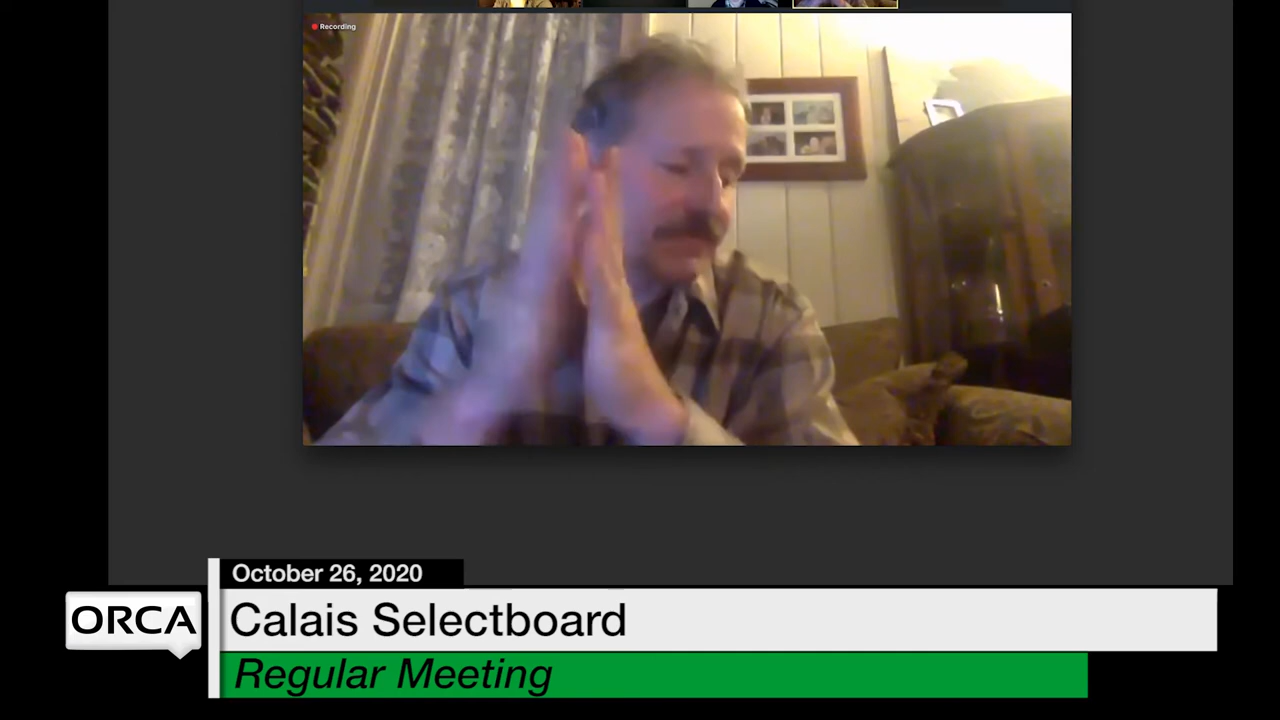 Recording
October 26, 2020
ORCA
Calais Selectboard
Regular Meeting